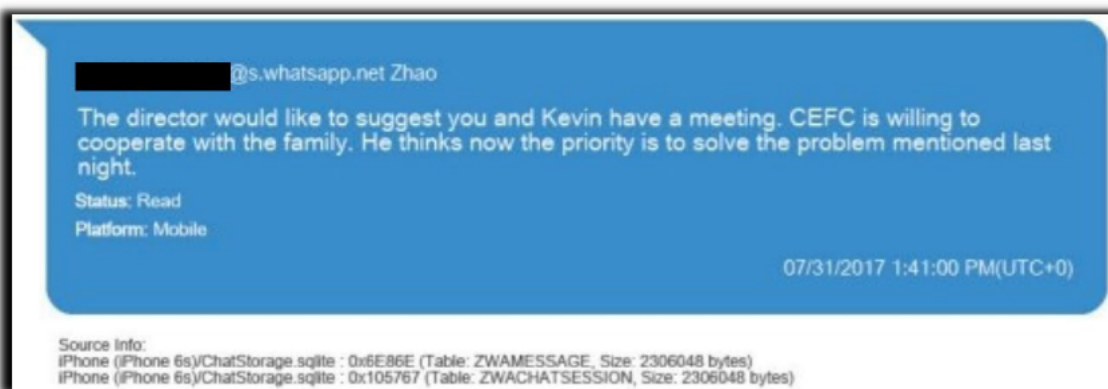 @s.whatsapp.net Zhao
The director would like to suggest you and Kevin have a meeting. CEFC is willing to
cooperate with the family. He thinks now the priority is to solve the problem mentioned last
night.
Status: Read
Platform: Mobile
07/31/2017 1:41:00 PM(UTC+0)
Source Info:
iPhone (iPhone 6s)/ChatStorage.sqlite : 0x6E86E (Table: ZWAMESSAGE, Size: 2306048 bytes)
iPhone (iPhone 6s)/ChatStorage.sqlite : 0x105767 (Table: ZWACHATSESSION, Size: 2306048 bytes)